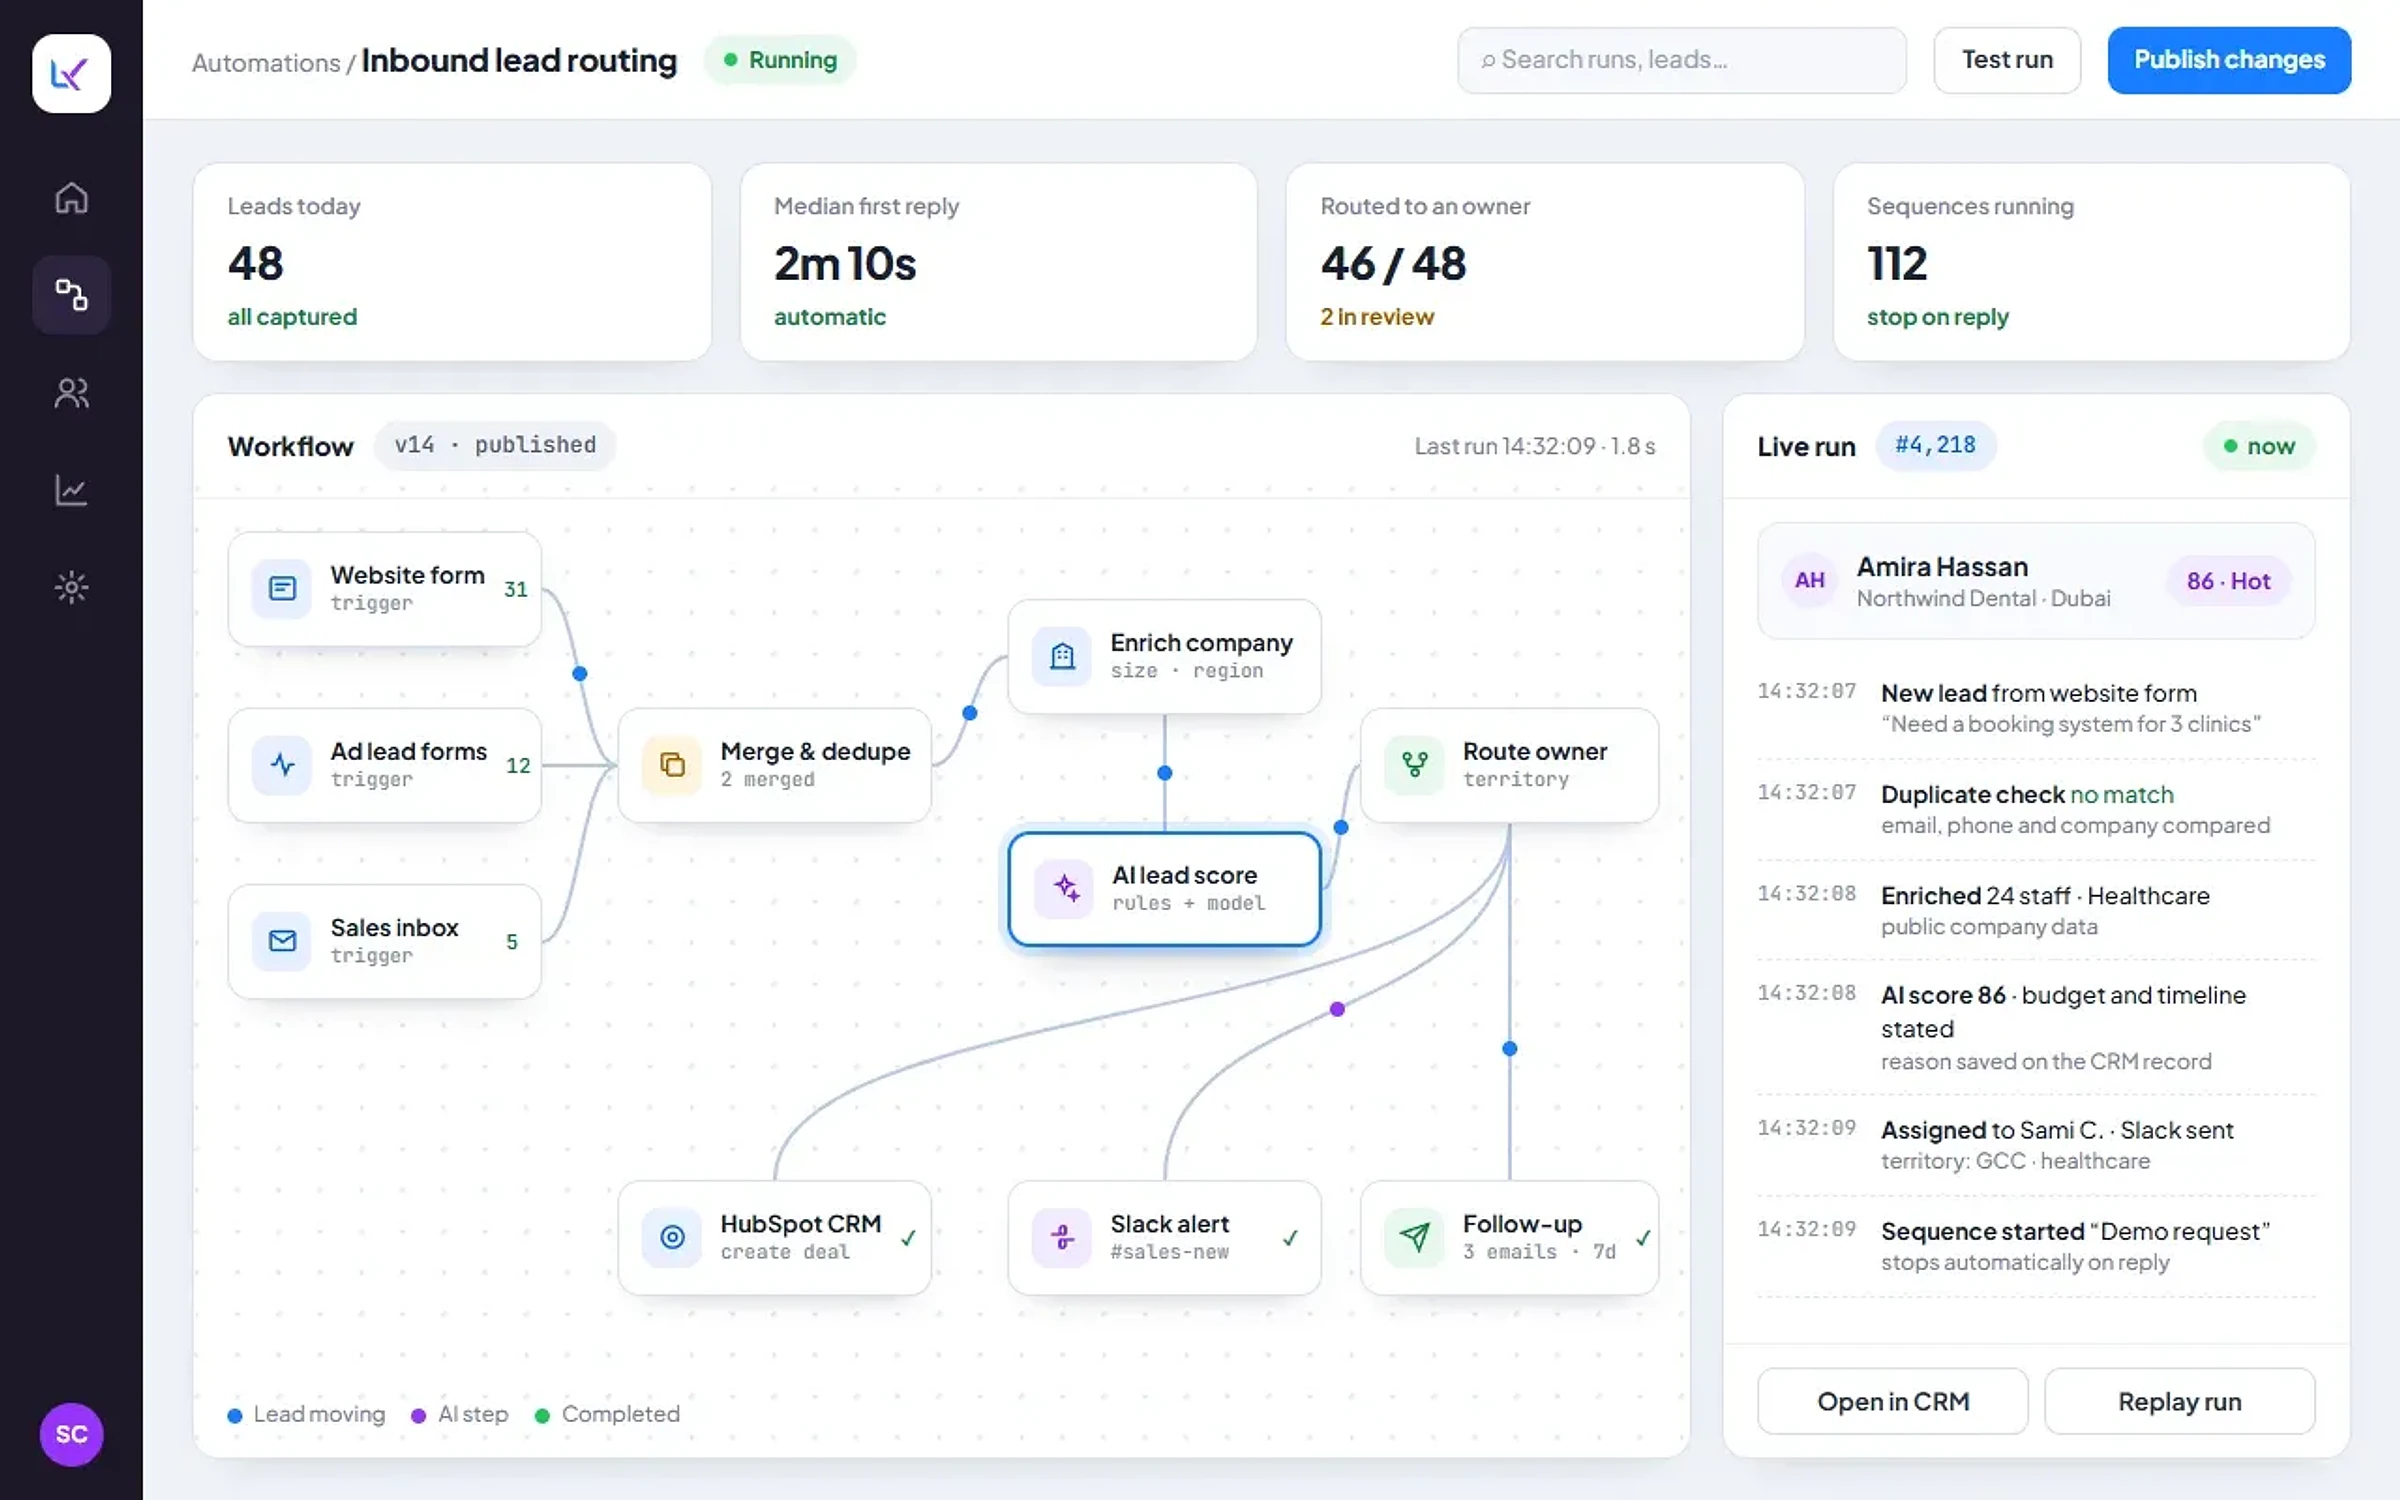 Automations / Inbound lead routing
Running
Search runs, leads...
Test run
Publish changes
Leads today
48
all captured
Median first reply
2m 10s
automatic
Routed to an owner
46 / 48
2 in review
Sequences running
112
stop on reply
Workflow
v14 · published
Last run 14:32:09 · 1.8 s
Website form
trigger
31
Ad lead forms
trigger
12
Sales inbox
trigger
5
Merge & dedupe
2 merged
Enrich company
size · region
AI lead score
rules + model
Route owner
territory
HubSpot CRM
create deal
✓
Slack alert
#sales-new
✓
Follow-up
3 emails · 7d
✓
Lead moving
AI step
Completed
Live run
#4,218
now
AH
Amira Hassan
Northwind Dental · Dubai
86 · Hot
14:32:07
New lead from website form
“Need a booking system for 3 clinics”
14:32:07
Duplicate check no match
email, phone and company compared
14:32:08
Enriched 24 staff · Healthcare
public company data
14:32:08
AI score 86 · budget and timeline
stated
reason saved on the CRM record
14:32:09
Assigned to Sami C. · Slack sent
territory: GCC · healthcare
14:32:09
Sequence started “Demo request”
stops automatically on reply
Open in CRM
Replay run
SC